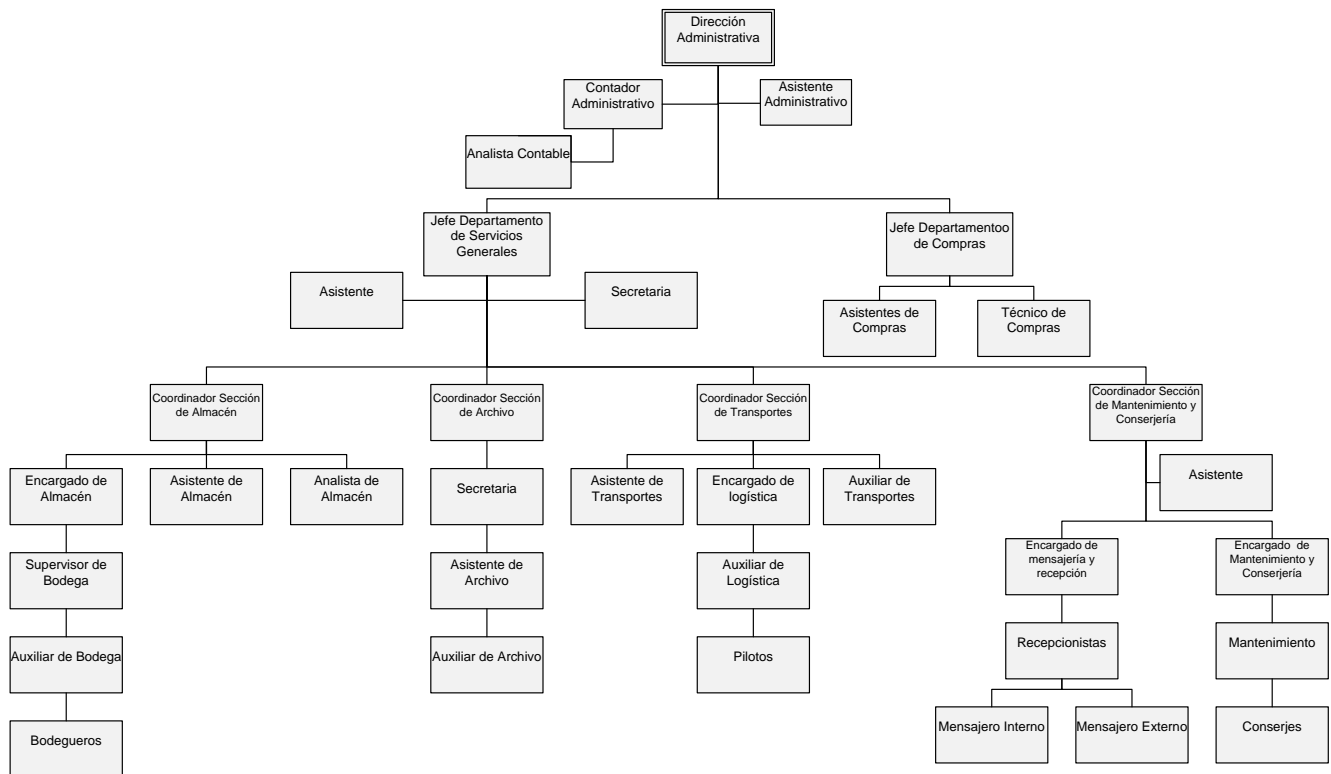 Dirección
Administrativa
Contador
Administrativo
Asistente
Administrativo
Analista Contable
Jefe Departamento
de Servicios
Generales
Jefe Departamentoo
de Compras
Asistente
Secretaria
Asistentes de
Compras
Técnico de
Compras
Coordinador Sección
de Almacén
Coordinador Sección
de Archivo
Coordinador Sección
de Transportes
Coordinador Sección
de Mantenimiento y
Conserjería
Encargado de
Almacén
Asistente de
Almacén
Analista de
Almacén
Secretaria
Asistente de
Transportes
Encargado de
logística
Auxiliar de
Transportes
Asistente
Supervisor de
Bodega
Asistente de
Archivo
Auxiliar de
Logística
Encargado de
mensajería y
recepción
Encargado de
Mantenimiento y
Conserjería
Auxiliar de Bodega
Auxiliar de Archivo
Pilotos
Recepcionistas
Mantenimiento
Bodegueros
Mensajero Interno
Mensajero Externo
Conserjes